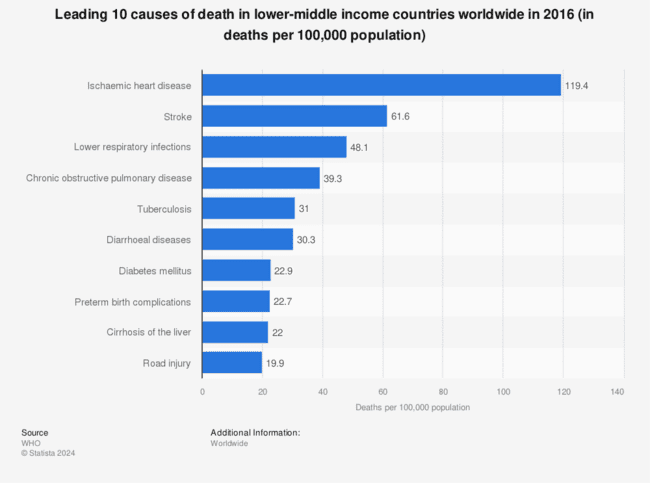 Leading 10 causes of death in lower-middle income countries worldwide in 2016 (in
deaths per 100,000 population)
Ischaemic heart disease 119.4
Stroke 61.6
Lower respiratory infections 48.1
Chronic obstructive pulmonary disease 39.3
Tuberculosis 31
Diarrhoeal diseases 30.3
Diabetes mellitus 22.9
Preterm birth complications 22.7
Cirrhosis of the liver 22
Road injury 19.9
0 20 40 60 80 100 120 140
Deaths per 100,000 population
Source Additional Information:
WHO Worldwide
© Statista 2024